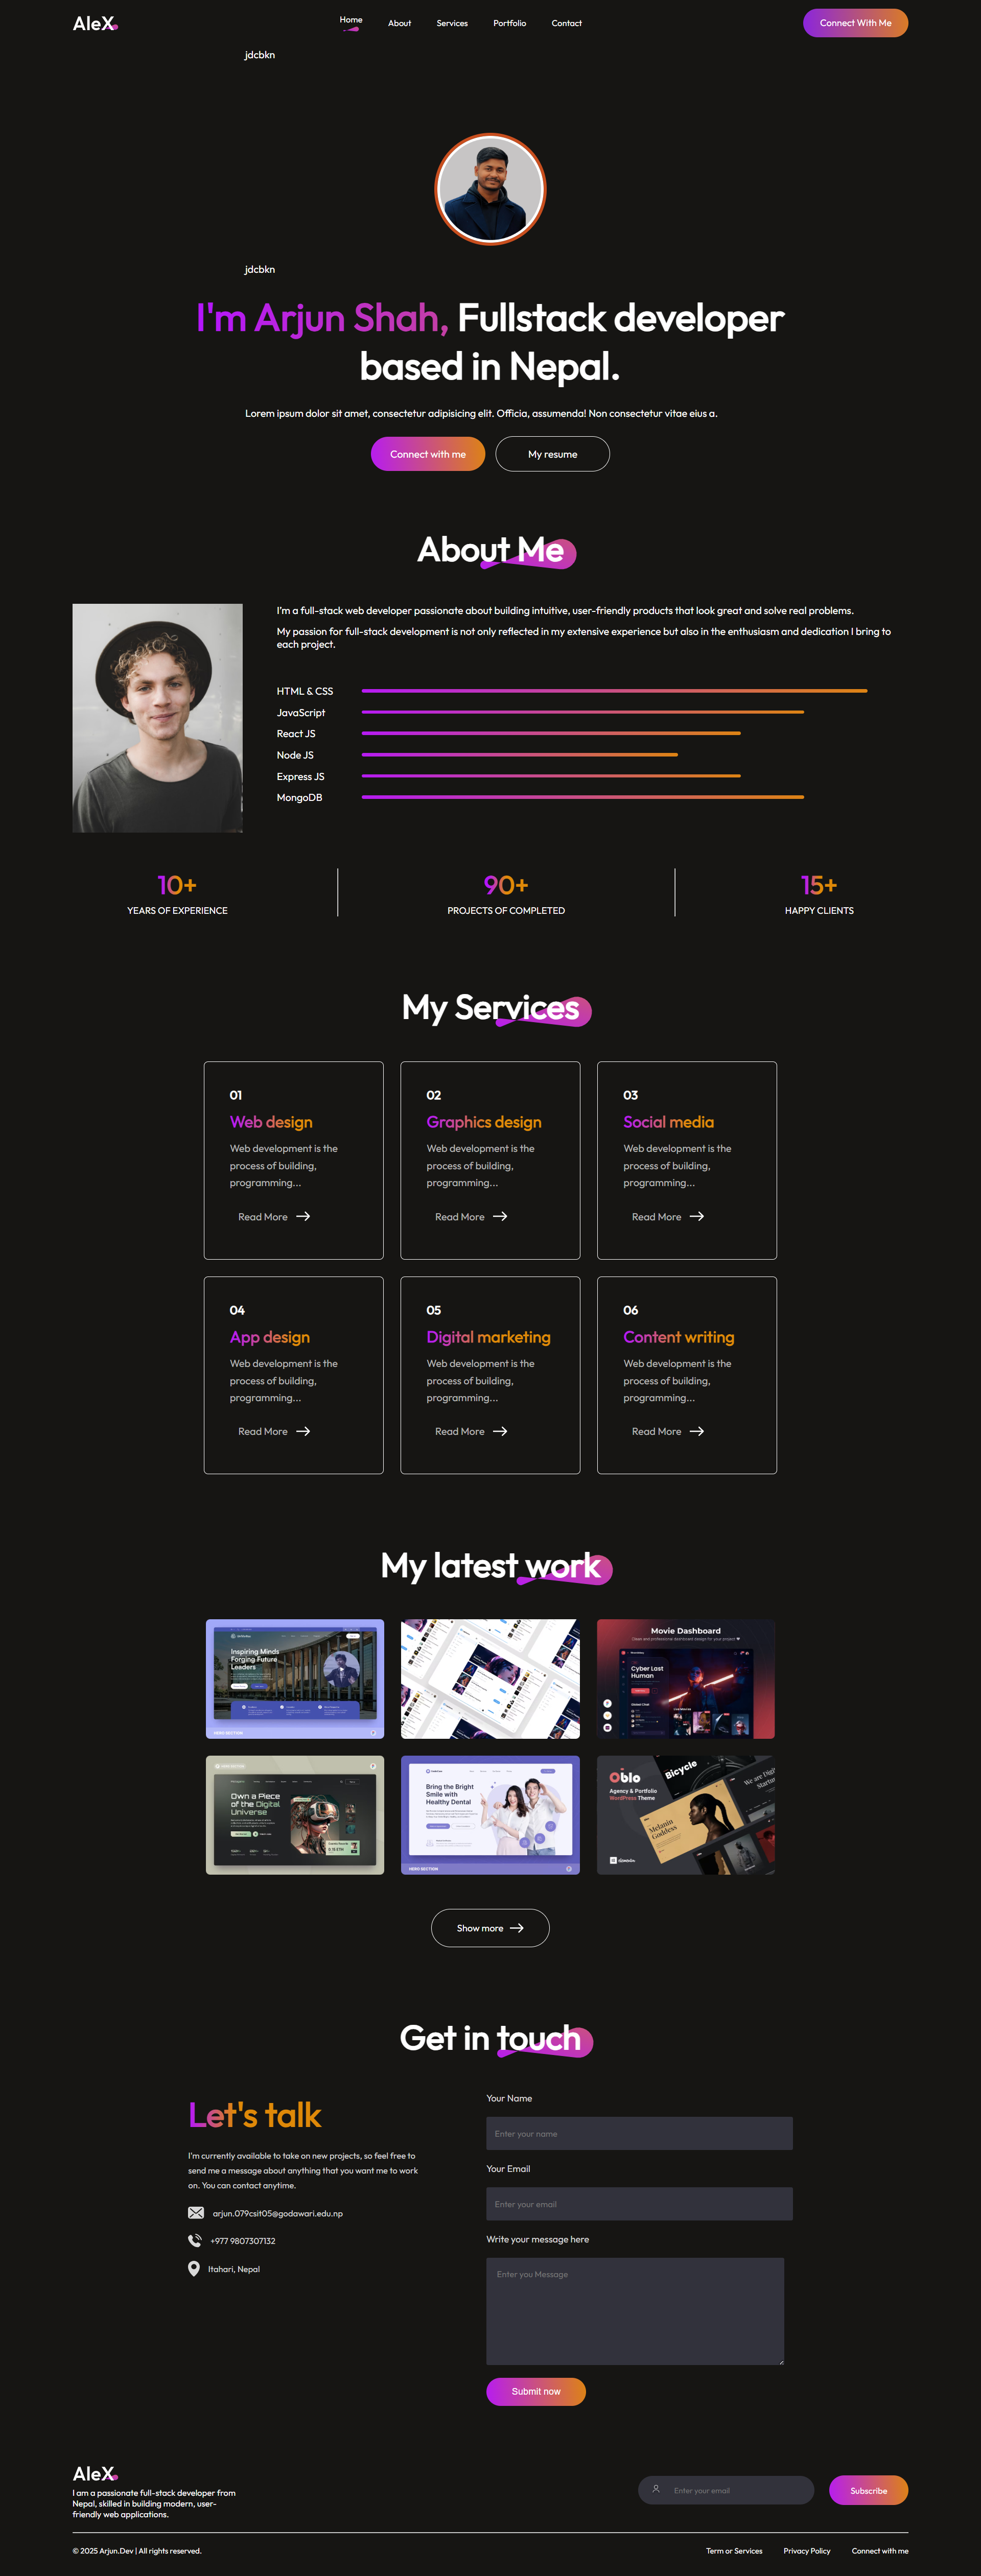 AleX
Home
About
Services
Portfolio
Contact
Connect With Me
jdcbkn
jdcbkn
I'm Arjun Shah, Fullstack developer
based in Nepal.
Lorem ipsum dolor sit amet, consectetur adipisicing elit. Officia, assumenda! Non consectetur vitae eius a.
Connect with me
My resume
About Me
I'm a full-stack web developer passionate about building intuitive, user-friendly products that look great and solve real problems.
My passion for full-stack development is not only reflected in my extensive experience but also in the enthusiasm and dedication I bring to
each project.
HTML & CSS
JavaScript
React JS
Node JS
Express JS
MongoDB
10+
YEARS OF EXPERIENCE
90+
PROJECTS OF COMPLETED
15+
HAPPY CLIENTS
My Services
01
Web design
Web development is the
process of building,
programming...
Read More
02
Graphics design
Web development is the
process of building,
programming...
Read More
03
Social media
Web development is the
process of building,
programming...
Read More
04
App design
Web development is the
process of building,
programming...
Read More
05
Digital marketing
Web development is the
process of building,
programming...
Read More
06
Content writing
Web development is the
process of building,
programming...
Read More
My latest work
Inspiring Minds
Forging Future
Leaders
HERO SECTION
Movie Dashboard
Cyber Last
Human
Own a Piece
of the Digital
Universe
Bring the Bright
Smile with
Healthy Dental
HERO SECTION
Oblo
Agency & Portfolio
WordPress Theme
Bicycle
Melanin
Goddess
Show more
Get in touch
Let's talk
I'm currently available to take on new projects, so feel free to
send me a message about anything that you want me to work
on. You can contact anytime.
arjun.079csit05@godawari.edu.np
+977 9807307132
Itahari, Nepal
Your Name
Enter your name
Your Email
Enter your email
Write your message here
Enter you Message
Submit now
AleX
I am a passionate full-stack developer from
Nepal, skilled in building modern, user-
friendly web applications.
Enter your email
Subscribe
© 2025 Arjun.Dev | All rights reserved.
Term or Services
Privacy Policy
Connect with me